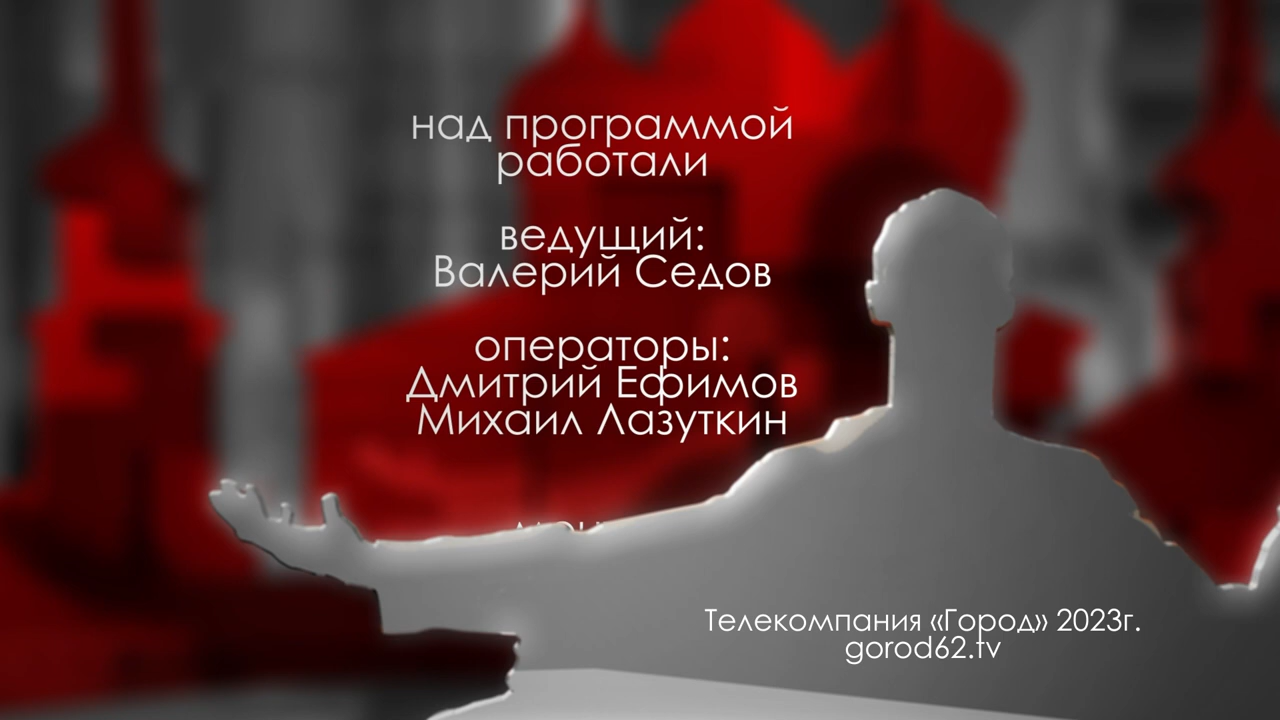 над программой
работали
ведущий:
Валерий Седов
операторы:
Дмитрий Ефимов
Михаил Лазуткин
Телекомпания «Город» 2023г.
gorod62.tv